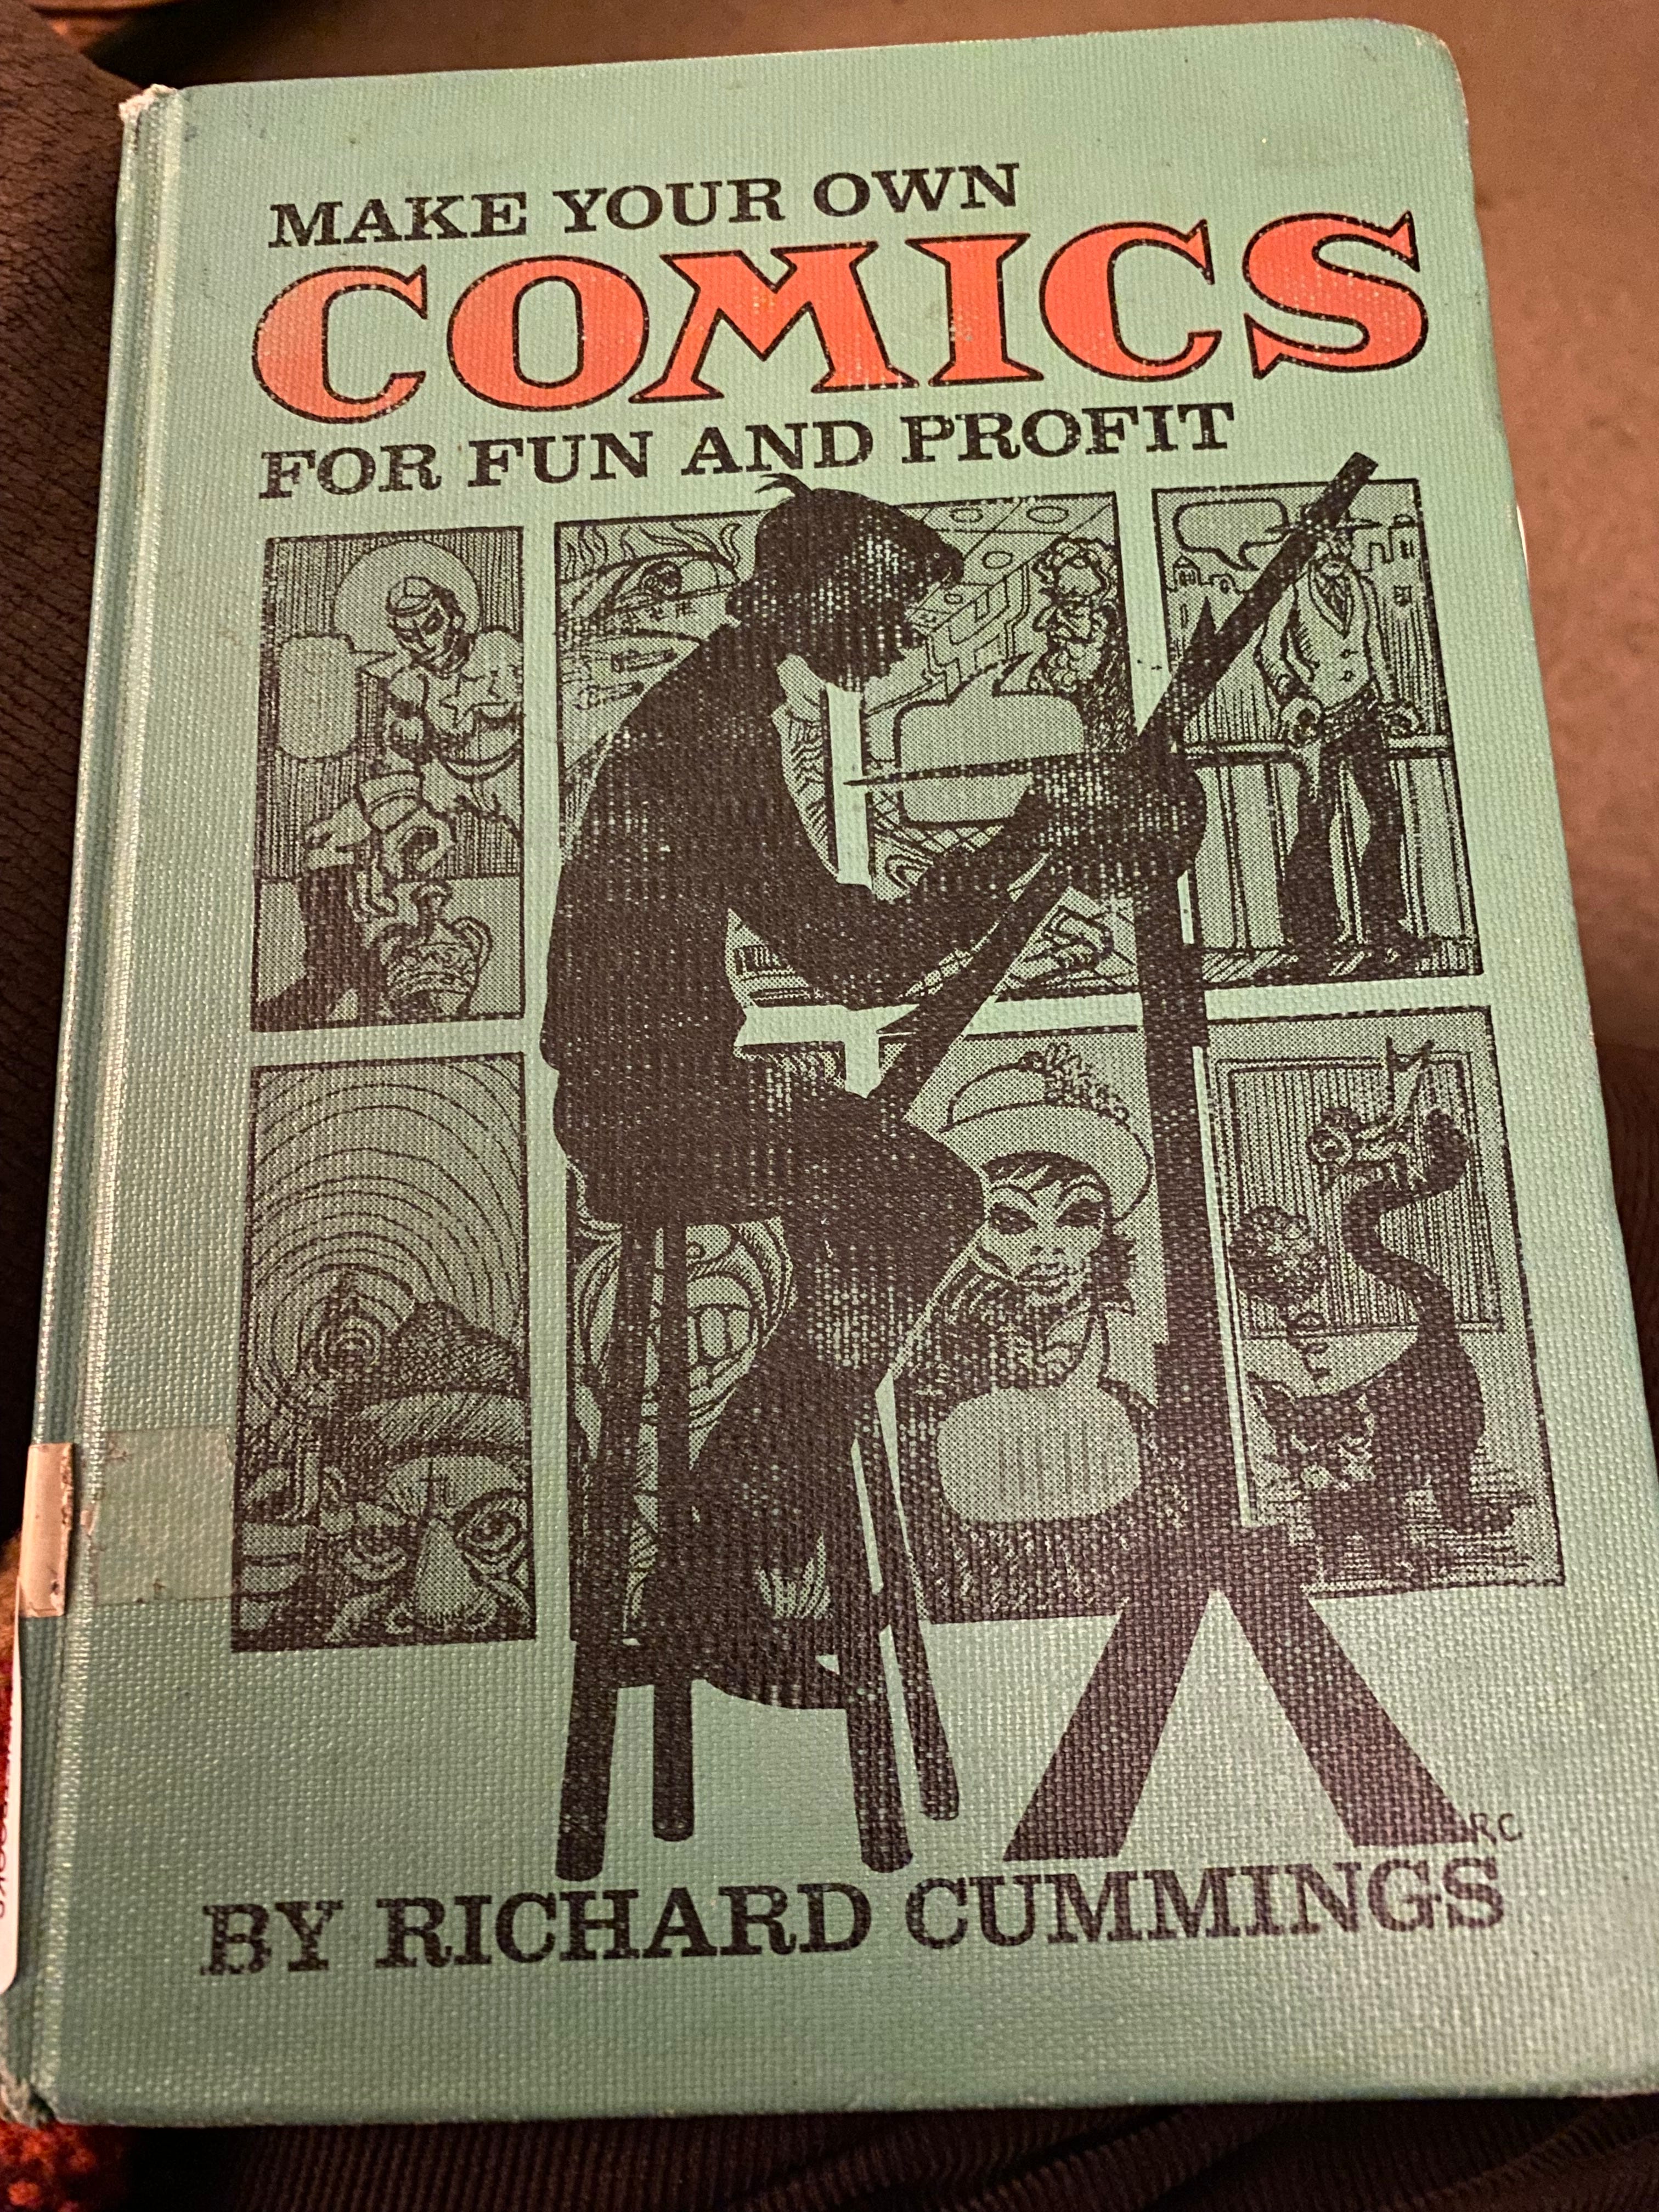 MAKE YOUR OWN
COMICS
FOR FUN AND PROFIT
RC
BY RICHARD CUMMINGS